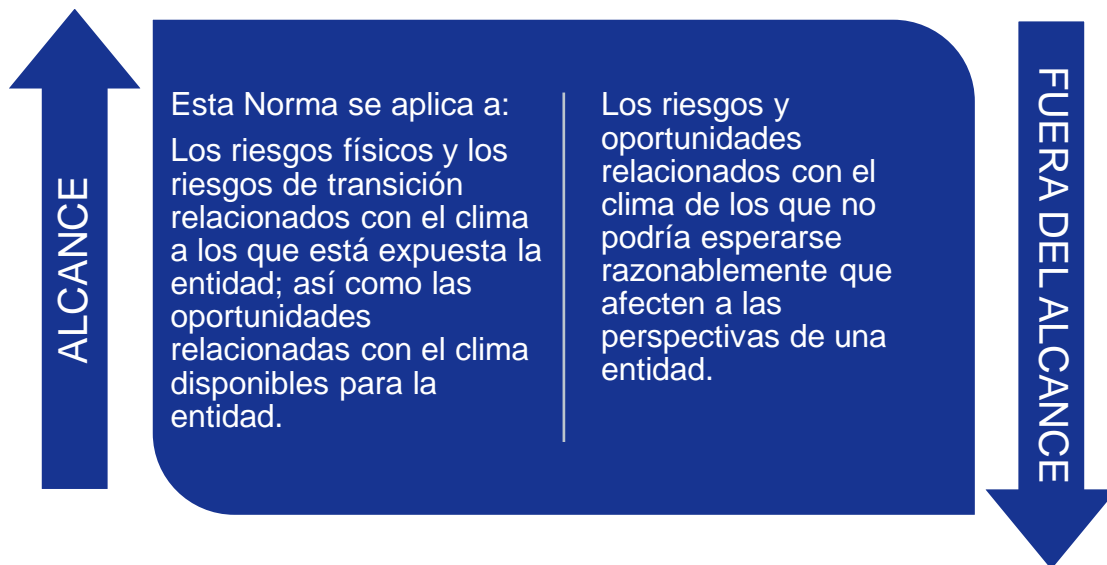 ALCANCE
Esta Norma se aplica a:
Los riesgos físicos y los
riesgos de transición
relacionados con el clima
a los que está expuesta la
entidad; así como las
oportunidades
relacionadas con el clima
disponibles para la
entidad.
Los riesgos y
oportunidades
relacionados con el
clima de los que no
podría esperarse
razonablemente que
afecten a las
perspectivas de una
entidad.
FUERA DEL ALCANCE